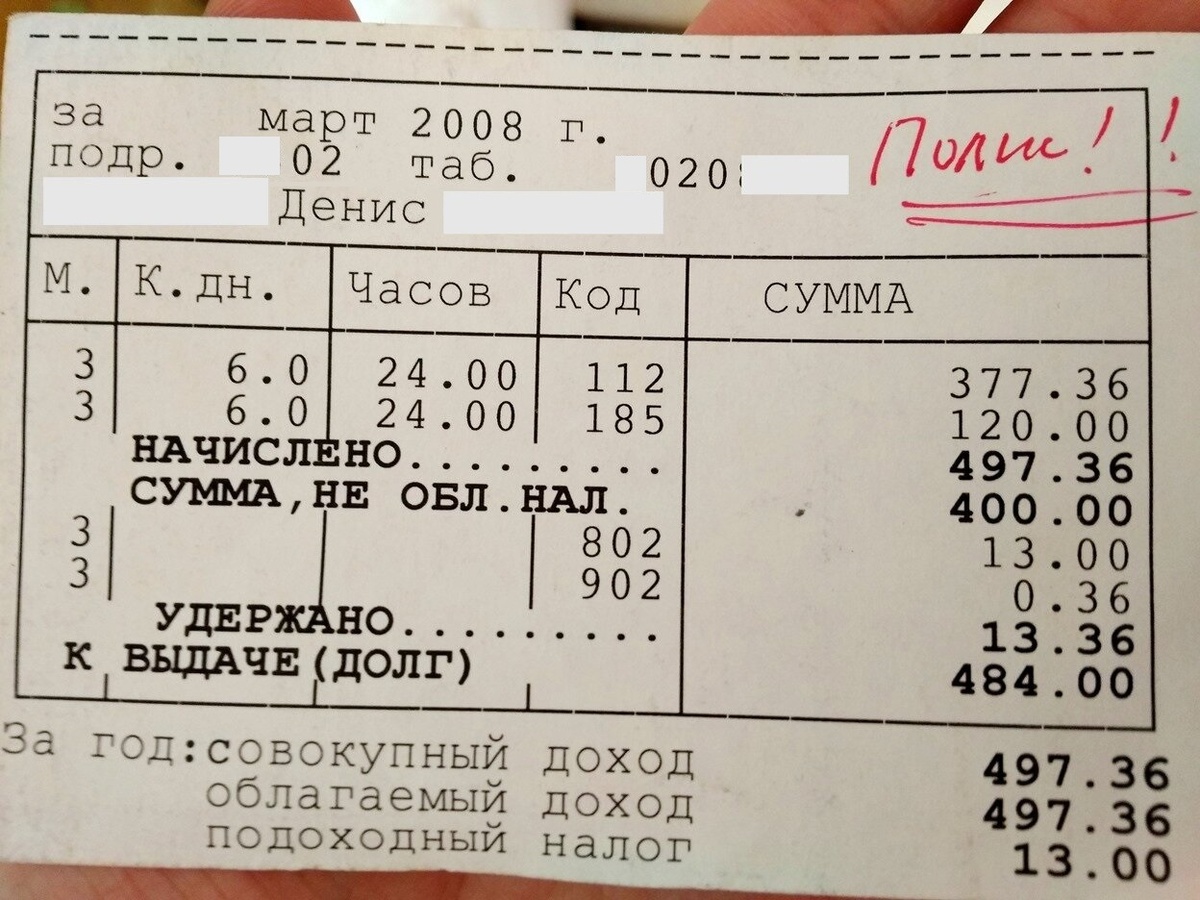 за март 2008 г.
подр. 02 таб. 020
Денис
Полис!!
М. К.дн. Часов Код СУММА
3 6.0 24.00 112 377.36
3 6.0 24.00 185 120.00
НАЧИСЛЕНО......... 497.36
СУММА,НЕ ОБЛ.НАЛ. 400.00
3 802 13.00
3 902 0.36
УДЕРЖАНО......... 13.36
К ВЫДАЧЕ(ДОЛГ) 484.00
За год:совокупный доход 497.36
облагаемый доход 497.36
подоходный налог 13.00